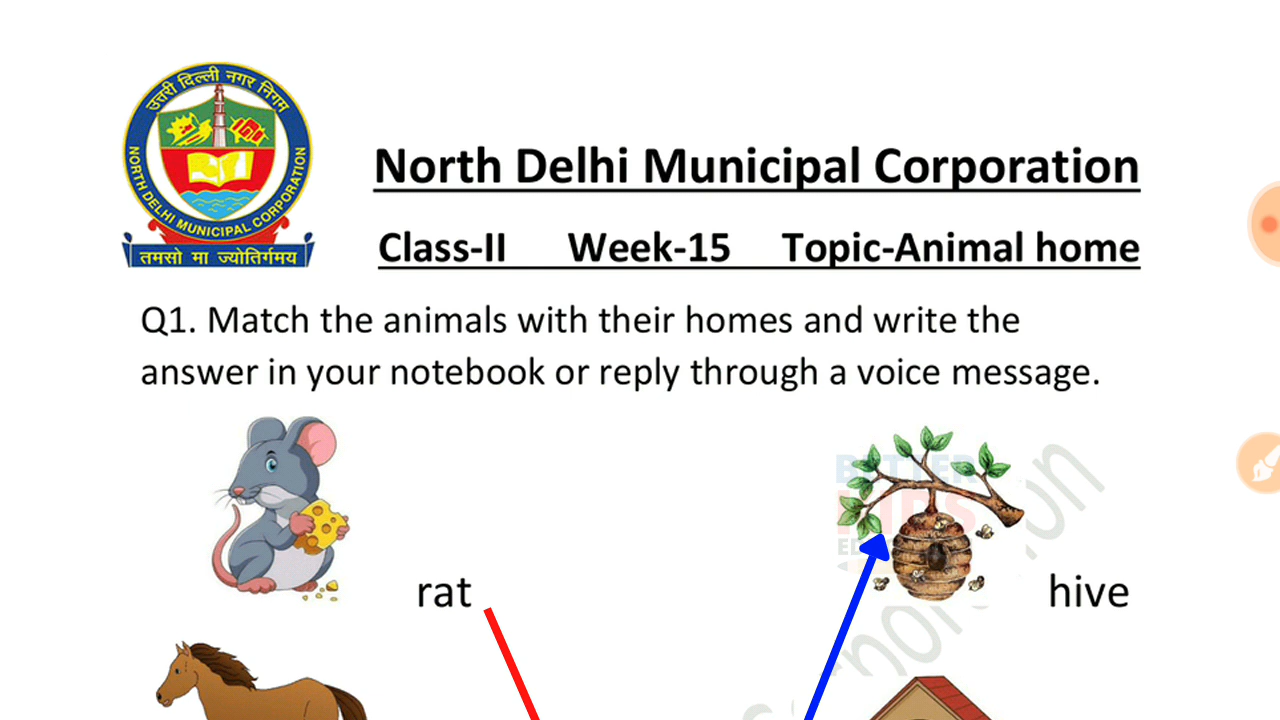 उत्तरी दिल्ली नगर निगम
NORTH DELHI MUNICIPAL CORPORATION
तमसो मा ज्योतिर्गमय
North Delhi Municipal Corporation
Class-II Week-15 Topic-Animal home
Q1. Match the animals with their homes and write the
answer in your notebook or reply through a voice message.
BETTER
KIDS
rat
hive